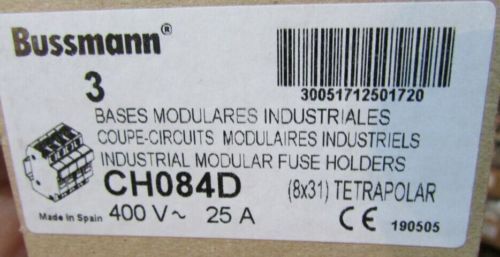 Bussmann®
3
30051712501720
BASES MODULARES INDUSTRIALES
COUPE-CIRCUITS MODULAIRES INDUSTRIELS
INDUSTRIAL MODULAR FUSE HOLDERS
CH084D (8x31) TETRAPOLAR
Made in Spain 400 V~ 25 A CE 190505